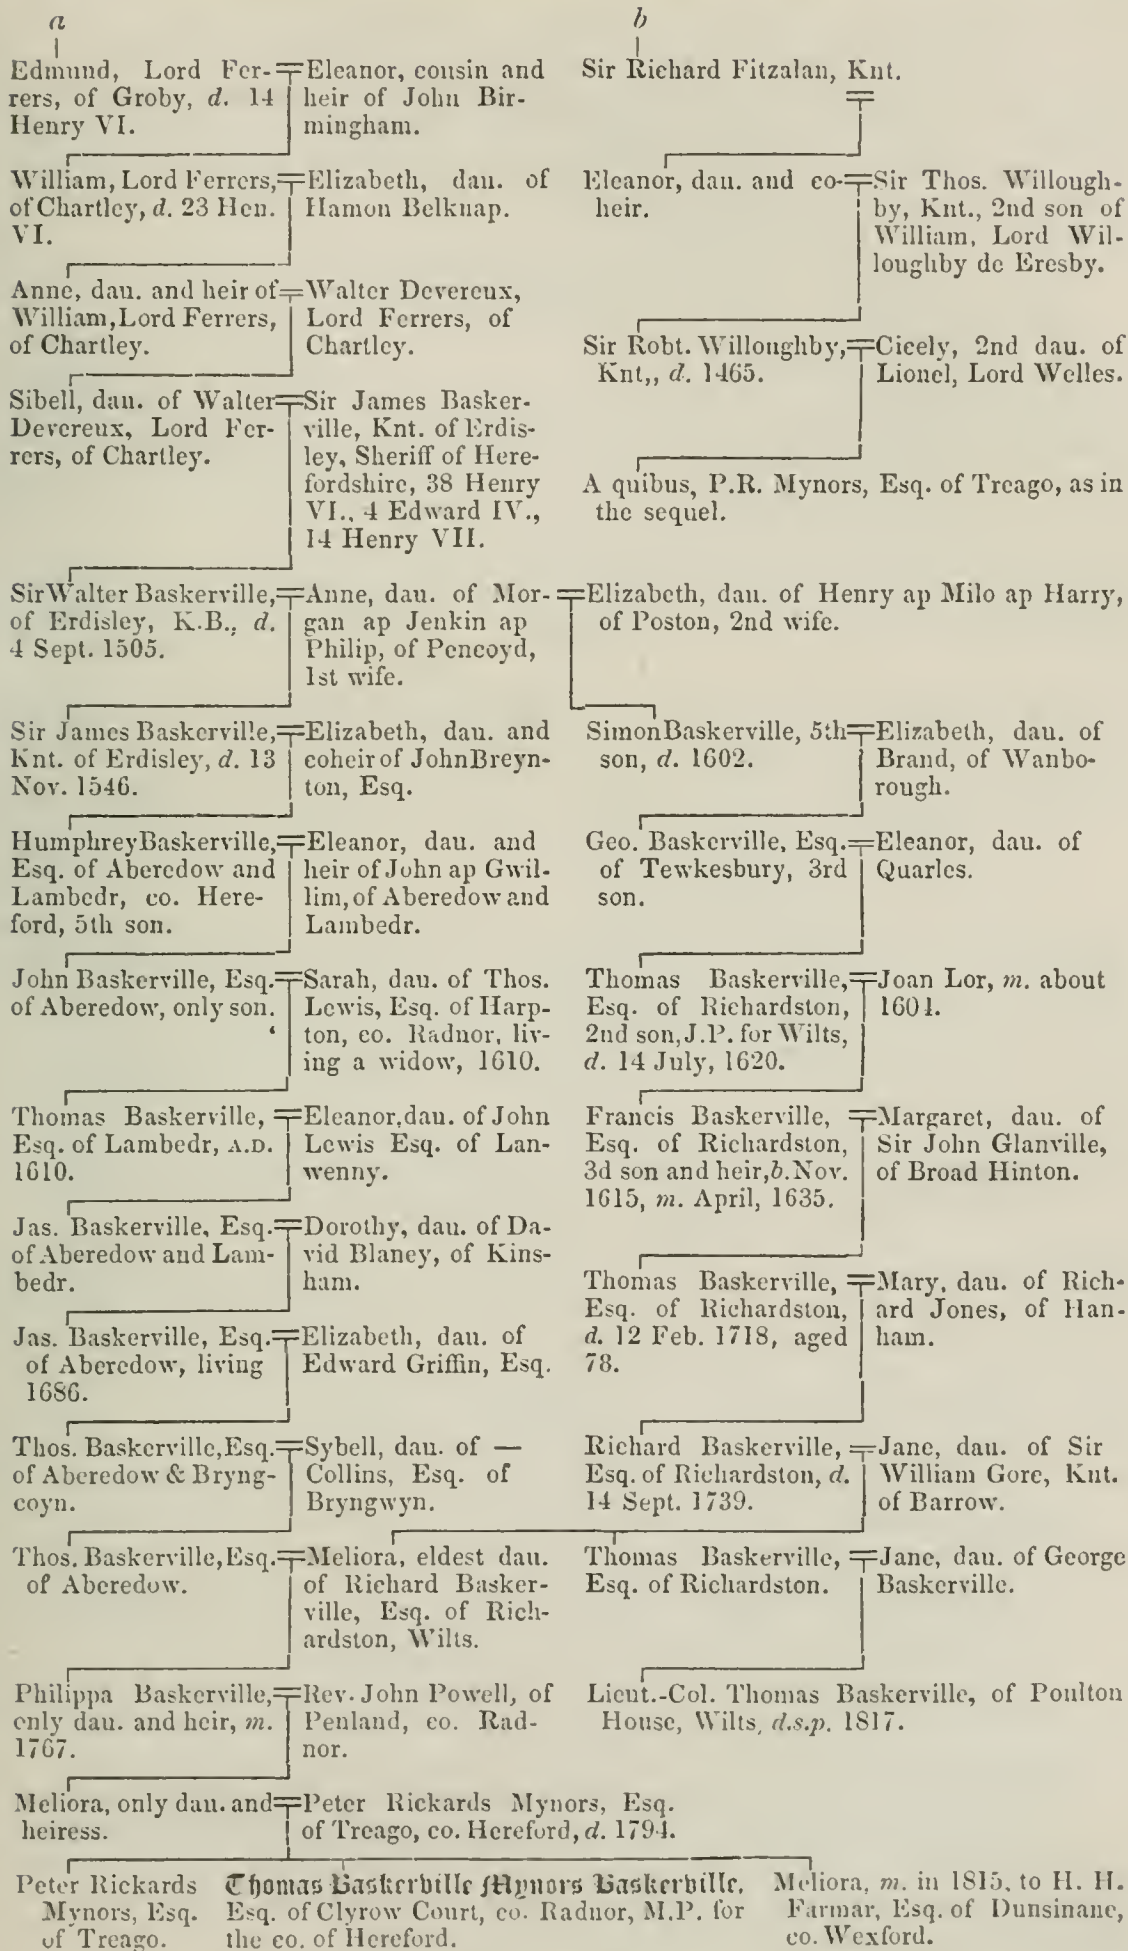 a
b
Edmund, Lord Fer-
rers, of Groby, d. 14
Henry VI.
Eleanor, cousin and
heir of John Bir-
mingham.
Sir Richard Fitzalan, Knt.
William, Lord Ferrers,
of Chartley, d. 23 Hen.
VI.
Elizabeth, dau. of
Hamon Belknap.
Eleanor, dau. and co-
heir.
Sir Thos. Willough-
by, Knt., 2nd son of
William, Lord Wil-
loughby de Eresby.
Anne, dau. and heir of
William, Lord Ferrers,
of Chartley.
Walter Devereux,
Lord Ferrers, of
Chartley.
Sir Robt. Willoughby,
Knt,, d. 1465.
Cicely, 2nd dau. of
Lionel, Lord Welles.
Sibell, dau. of Walter
Devereux, Lord Fer-
rers, of Chartley.
Sir James Basker-
ville, Knt. of Erdis-
ley, Sheriff of Here-
fordshire, 38 Henry
VI., 4 Edward IV.,
14 Henry VII.
A quibus, P.R. Mynors, Esq. of Treago, as in
the sequel.
Sir Walter Baskerville,
of Erdisley, K.B., d.
4 Sept. 1505.
Anne, dau. of Mor-
gan ap Jenkin ap
Philip, of Pencoyd,
1st wife.
Elizabeth, dau. of Henry ap Milo ap Harry,
of Poston, 2nd wife.
Sir James Baskerville,
Knt. of Erdisley, d. 13
Nov. 1546.
Elizabeth, dau. and
coheir of John Breyn-
ton, Esq.
Simon Baskerville, 5th
son, d. 1602.
Elizabeth, dau. of
Brand, of Wanbo-
rough.
Humphrey Baskerville,
Esq. of Aberedow and
Lambedr, co. Here-
ford, 5th son.
Eleanor, dau. and
heir of John ap Gwil-
lim, of Aberedow and
Lambedr.
Geo. Baskerville, Esq.
of Tewkesbury, 3rd
son.
Eleanor, dau. of
Quarles.
John Baskerville, Esq.
of Aberedow, only son.
Sarah, dau. of Thos.
Lewis, Esq. of Harp-
ton, co. Radnor, liv-
ing a widow, 1610.
Thomas Baskerville,
Esq. of Richardston,
2nd son, J.P. for Wilts,
d. 14 July, 1620.
Joan Lor, m. about
1604.
Thomas Baskerville,
Esq. of Lambedr, A.D.
1610.
Eleanor, dau. of John
Lewis Esq. of Lan-
wenny.
Francis Baskerville,
Esq. of Richardston,
3d son and heir, b. Nov.
1615, m. April, 1635.
Margaret, dau. of
Sir John Glanville,
of Broad Hinton.
Jas. Baskerville, Esq.
of Aberedow and Lam-
bedr.
Dorothy, dau. of Da-
vid Blaney, of Kins-
ham.
Thomas Baskerville,
Esq. of Richardston,
d. 12 Feb. 1718, aged
78.
Mary, dau. of Rich-
ard Jones, of Han-
ham.
Jas. Baskerville, Esq.
of Aberedow, living
1686.
Elizabeth, dau. of
Edward Griffin, Esq.
Thos. Baskerville, Esq.
of Aberedow & Bryng-
coyn.
Sybell, dau. of —
Collins, Esq. of
Bryngwyn.
Richard Baskerville,
Esq. of Richardston, d.
14 Sept. 1739.
Jane, dau. of Sir
William Gore, Knt.
of Barrow.
Thos. Baskerville, Esq.
of Aberedow.
Meliora, eldest dau.
of Richard Basker-
ville, Esq. of Rich-
ardston, Wilts.
Thomas Baskerville,
Esq. of Richardston.
Jane, dau. of George
Baskerville.
Philippa Baskerville,
only dau. and heir, m.
1767.
Rev. John Powell, of
Penland, co. Rad-
nor.
Lieut.-Col. Thomas Baskerville, of Poulton
House, Wilts, d.s.p. 1817.
Meliora, only dau. and
heiress.
Peter Rickards Mynors, Esq.
of Treago, co. Hereford, d. 1794.
Peter Rickards
Mynors, Esq.
of Treago.
Thomas Baskerville Mynors Baskerville,
Esq. of Clyrow Court, co. Radnor, M.P. for
the co. of Hereford.
Meliora, m. in 1815, to H. H.
Farmar, Esq. of Dunsinane,
co. Wexford.